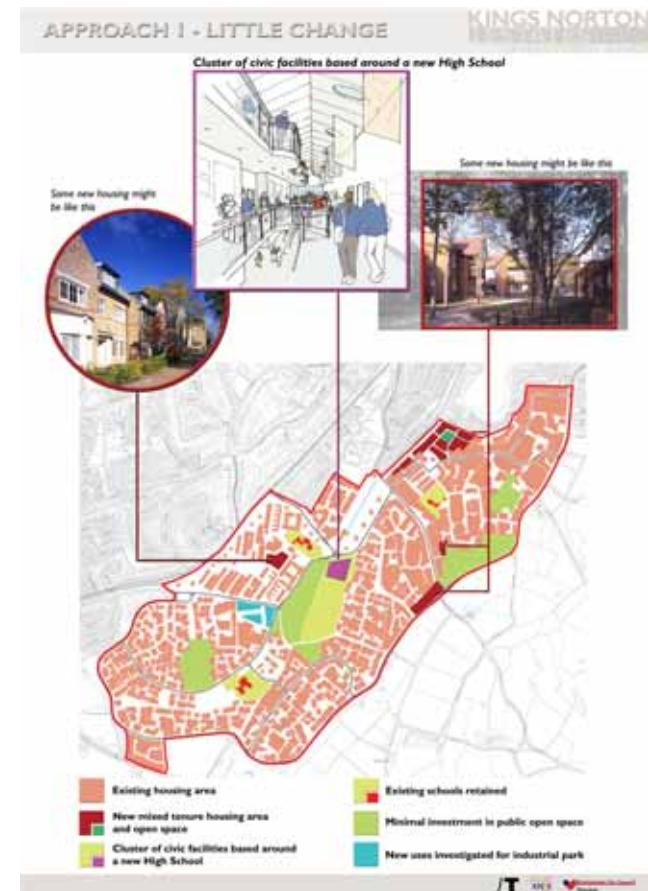 APPROACH 1 - LITTLE CHANGE
KINGS NORTON
Cluster of civic facilities based around a new High School
Some new housing might
be like this
Some new housing might be like this
Existing housing area
New mixed tenure housing area
and open space
Cluster of civic facilities based around
a new High School
Existing schools retained
Minimal investment in public open space
New uses investigated for industrial park